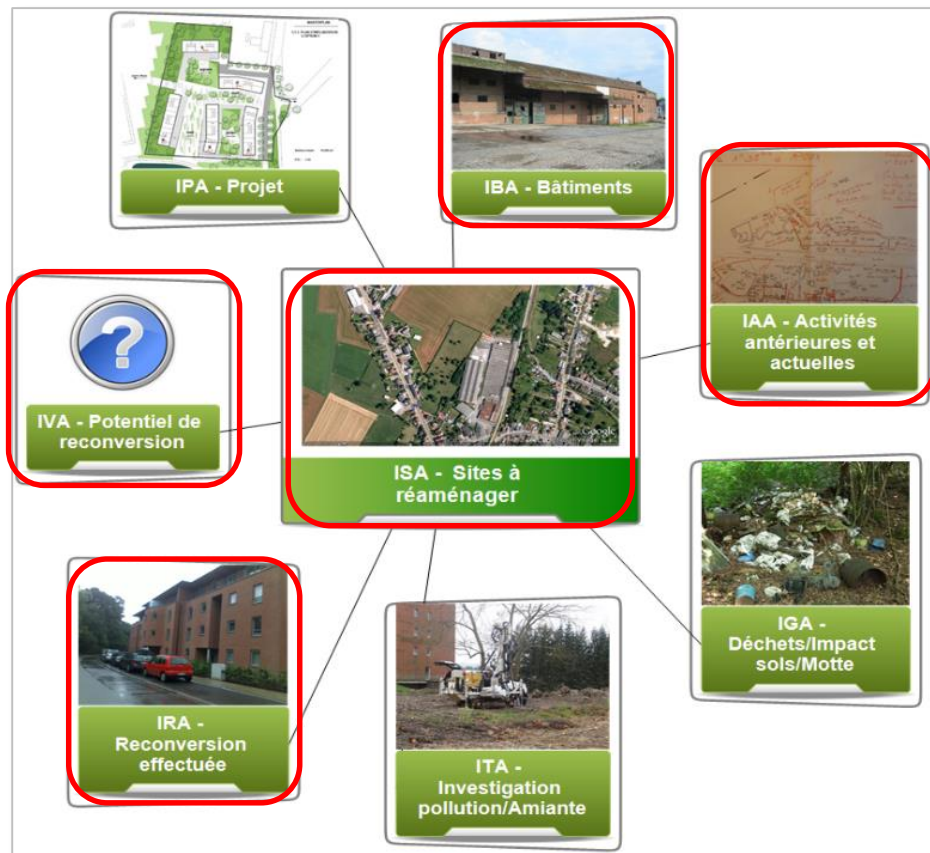 IPA - Projet
IBA - Bâtiments
IAA - Activités
antérieures et
actuelles
IVA - Potentiel de
reconversion
Google
ISA - Sites à
réaménager
IGA -
Déchets/Impact
sols/Motte
IRA -
Reconversion
effectuée
ITA -
Investigation
pollution/Amiante